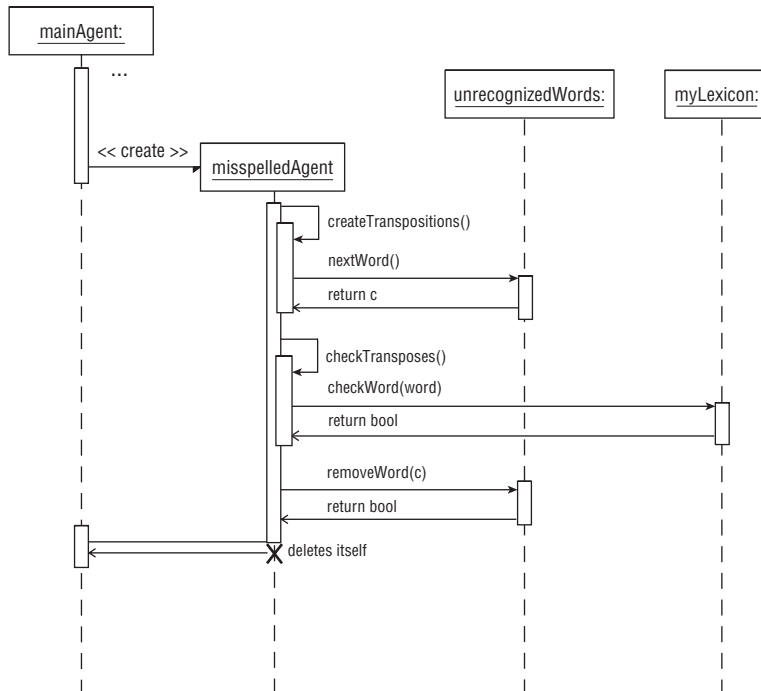 mainAgent:
...
unrecognizedWords:
myLexicon:
<< create >>
misspelledAgent
createTranspositions()
nextWord()
return c
checkTransposes()
checkWord(word)
return bool
removeWord(c)
return bool
deletes itself